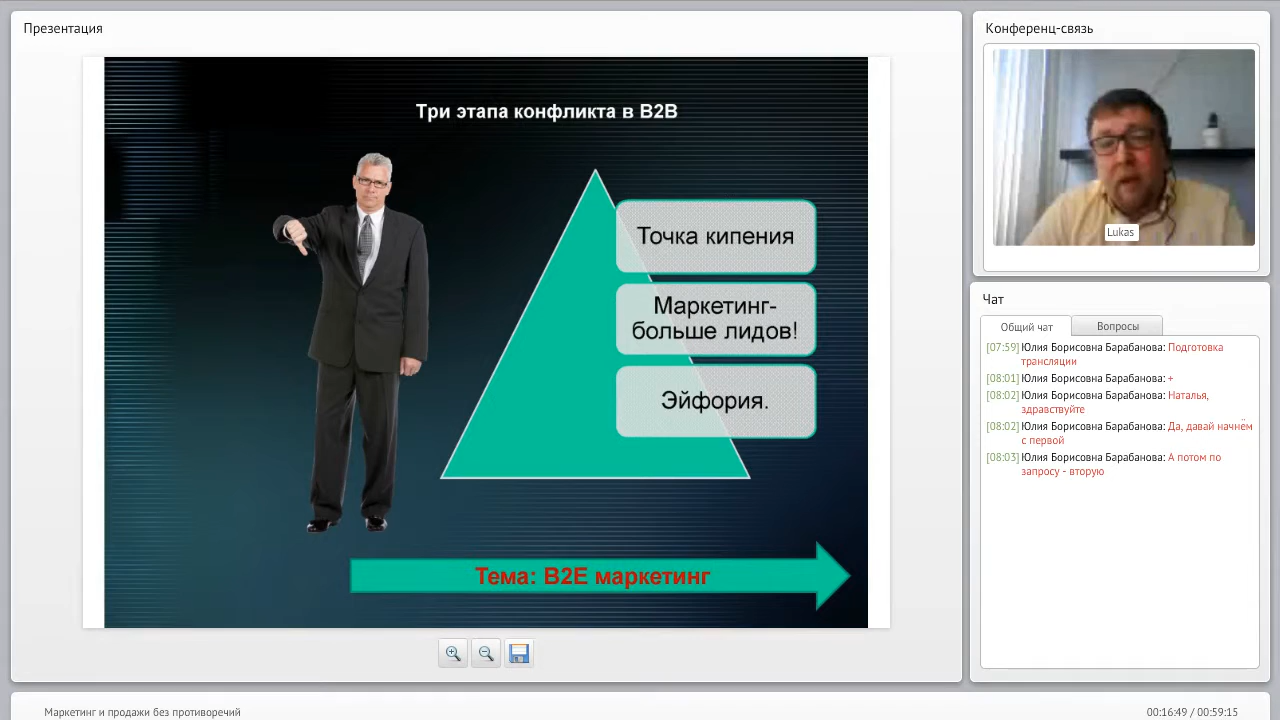 Презентация
Три этапа конфликта в B2B
Точка кипения
Маркетинг-
больше лидов!
Эйфория.
Тема: B2E маркетинг
Конференц-связь
Lukas
Чат
Общий чат
Вопросы
[07:59] Юлия Борисовна Барабанова: Подготовка
трансляции
[08:01] Юлия Борисовна Барабанова: +
[08:02] Юлия Борисовна Барабанова: Наталья,
здравствуйте
[08:02] Юлия Борисовна Барабанова: Да, давай начнём
с первой
[08:03] Юлия Борисовна Барабанова: А потом по
запросу - вторую
Маркетинг и продажи без противоречий
00:16:49 / 00:59:15